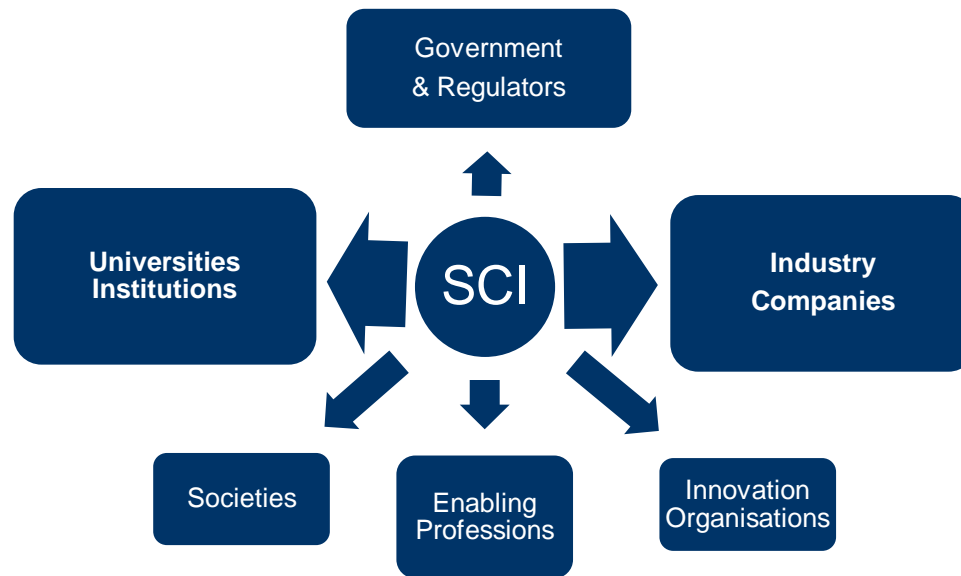 Government
& Regulators
Universities
Institutions
SCI
Industry
Companies
Societies
Enabling
Professions
Innovation
Organisations